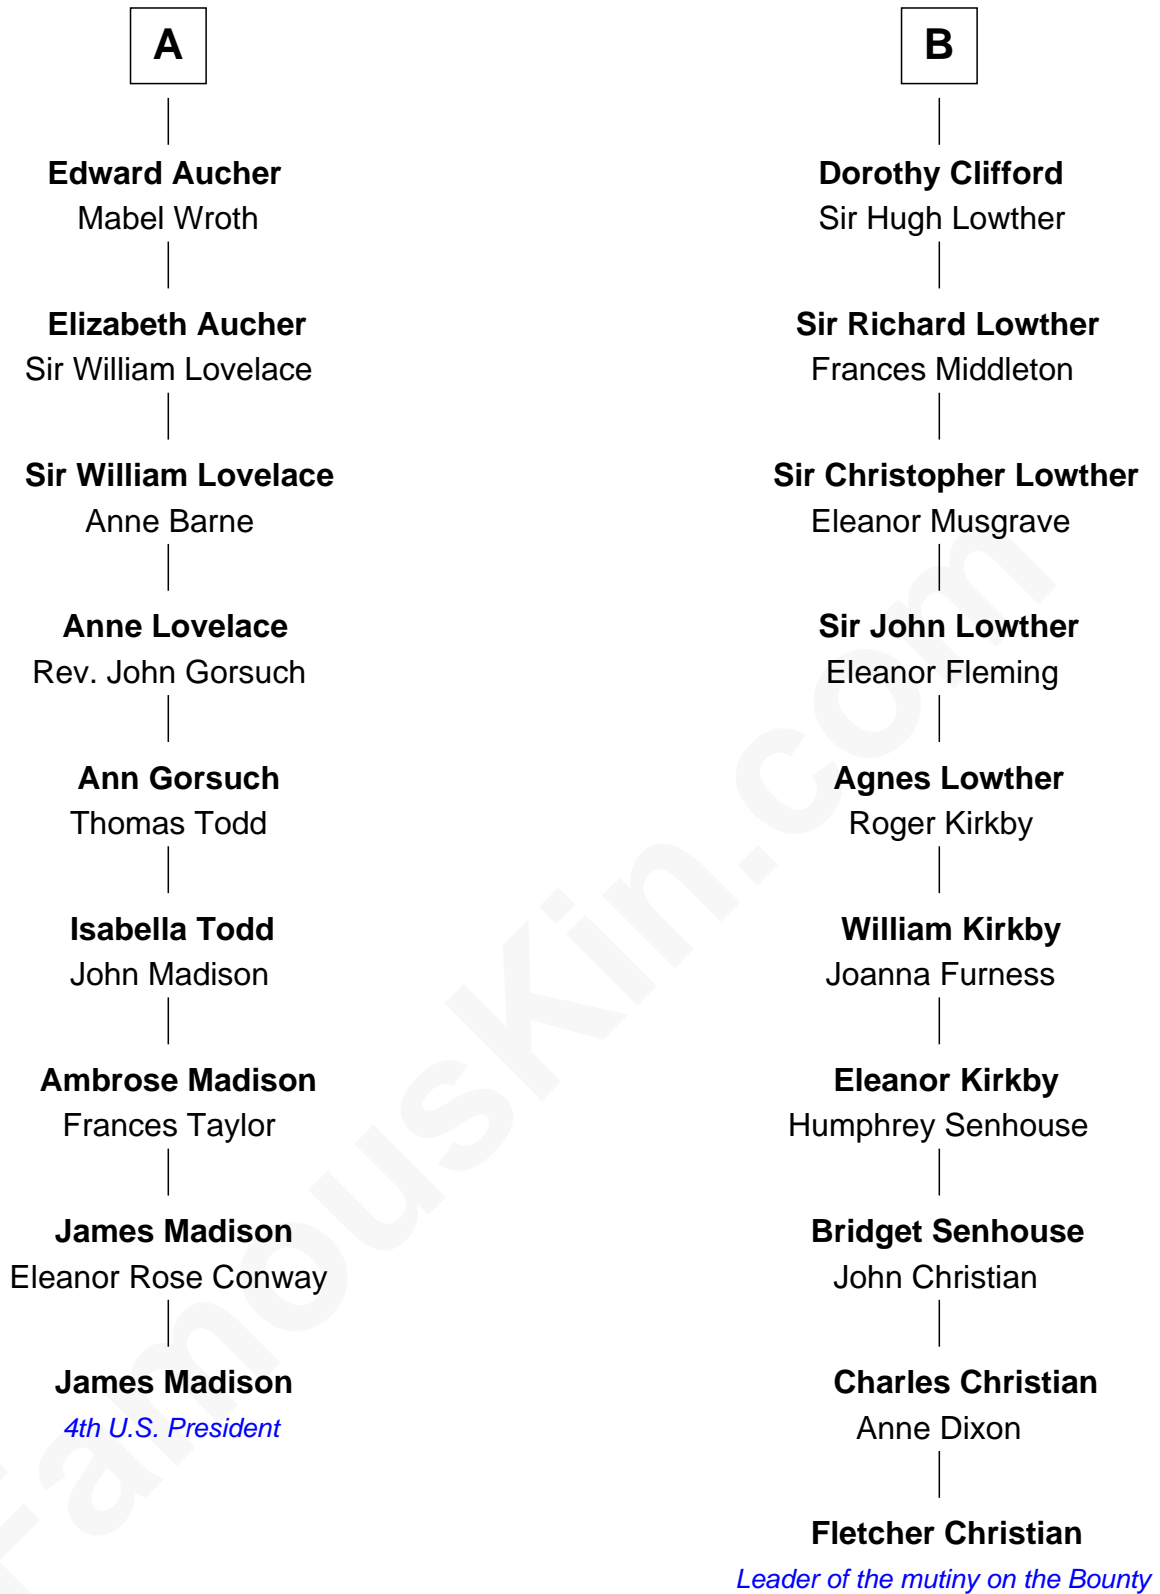 A
Edward Aucher
Mabel Wroth
Elizabeth Aucher
Sir William Lovelace
Sir William Lovelace
Anne Barne
Anne Lovelace
Rev. John Gorsuch
Ann Gorsuch
Thomas Todd
Isabella Todd
John Madison
Ambrose Madison
Frances Taylor
James Madison
Eleanor Rose Conway
James Madison
4th U.S. President
B
Dorothy Clifford
Sir Hugh Lowther
Sir Richard Lowther
Frances Middleton
Sir Christopher Lowther
Eleanor Musgrave
Sir John Lowther
Eleanor Fleming
Agnes Lowther
Roger Kirkby
William Kirkby
Joanna Furness
Eleanor Kirkby
Humphrey Senhouse
Bridget Senhouse
John Christian
Charles Christian
Anne Dixon
Fletcher Christian
Leader of the mutiny on the Bounty
FamousKin.com